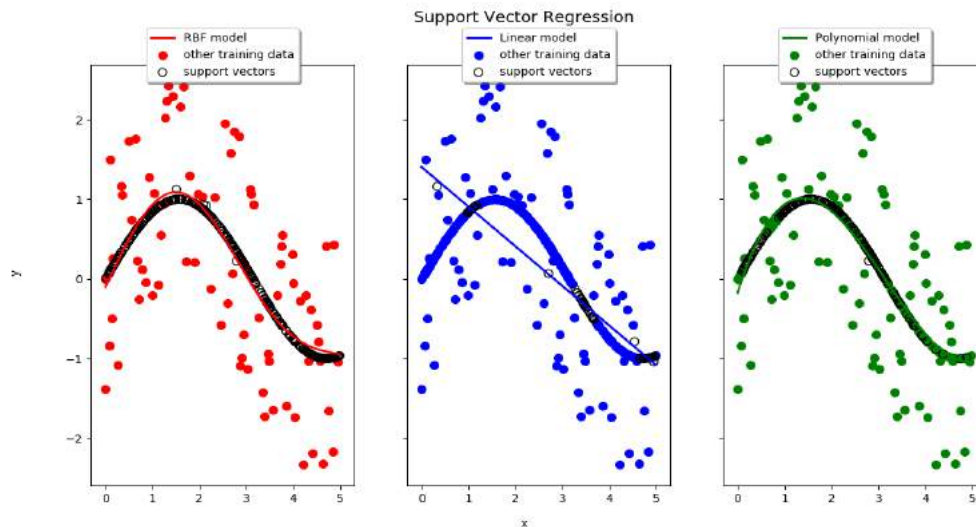 Support Vector Regression
RBF model
other training data
support vectors
Linear model
other training data
support vectors
Polynomial model
other training data
support vectors
y
2
1
0
−1
−2
0 1 2 3 4 5
0 1 2 3 4 5
0 1 2 3 4 5
x